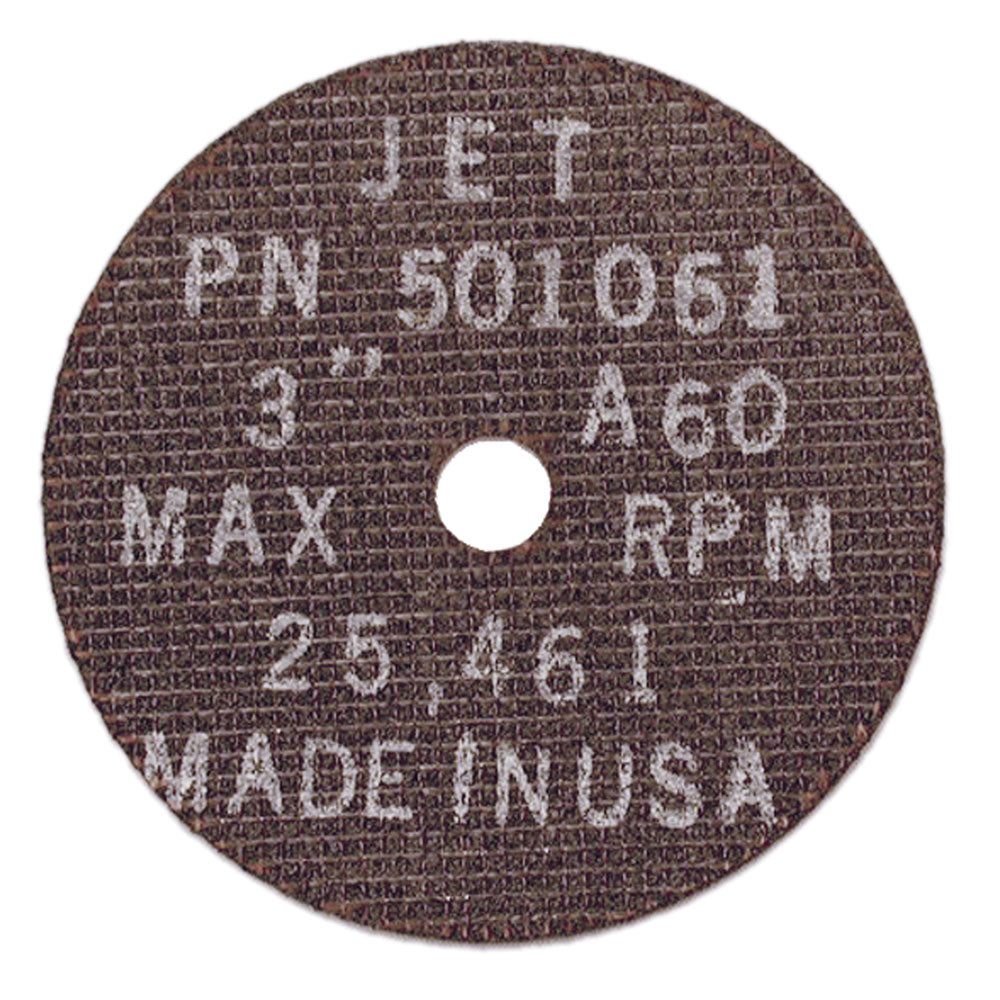 JET
PN 501061
3" A60
MAX RPM
25,461
MADE IN USA